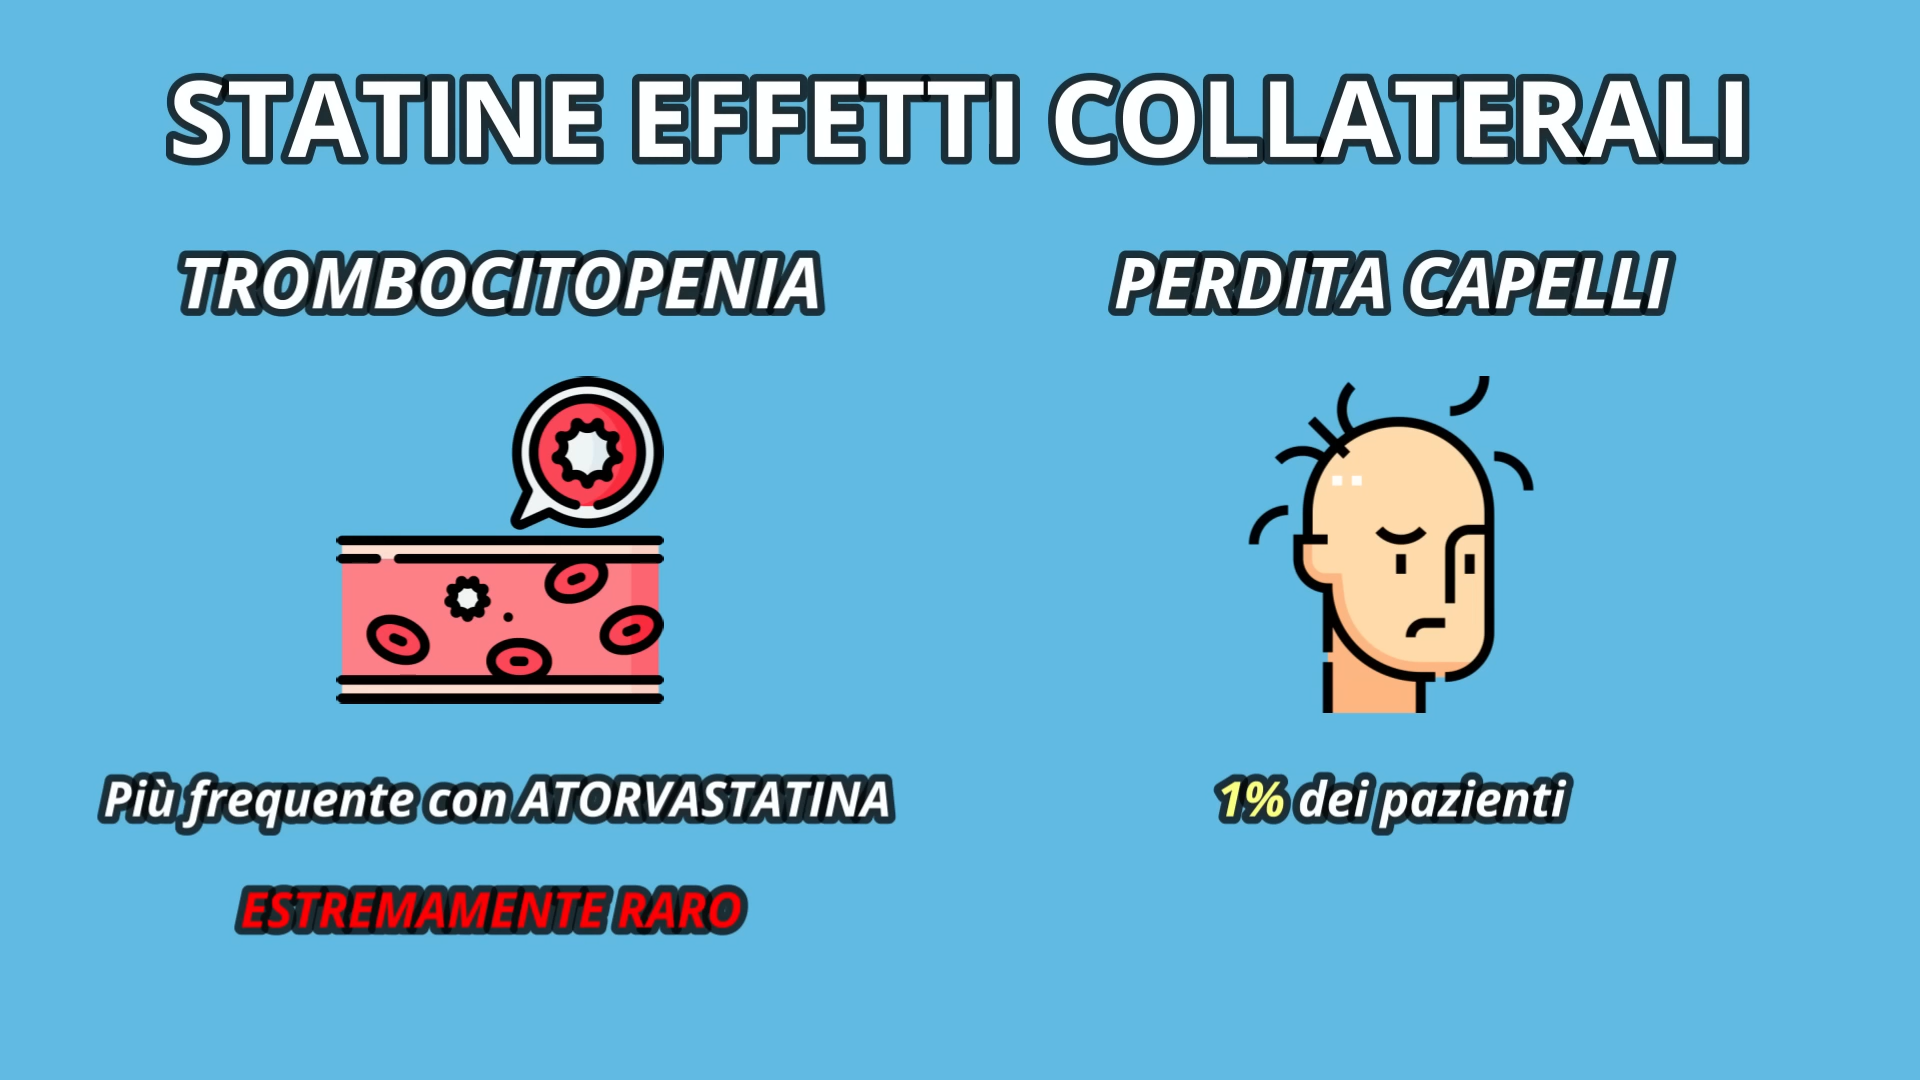 STATINE EFFETTI COLLATERALI
TROMBOCITOPENIA
Più frequente con ATORVASTATINA
ESTREMAMENTE RARO
PERDITA CAPELLI
1% dei pazienti